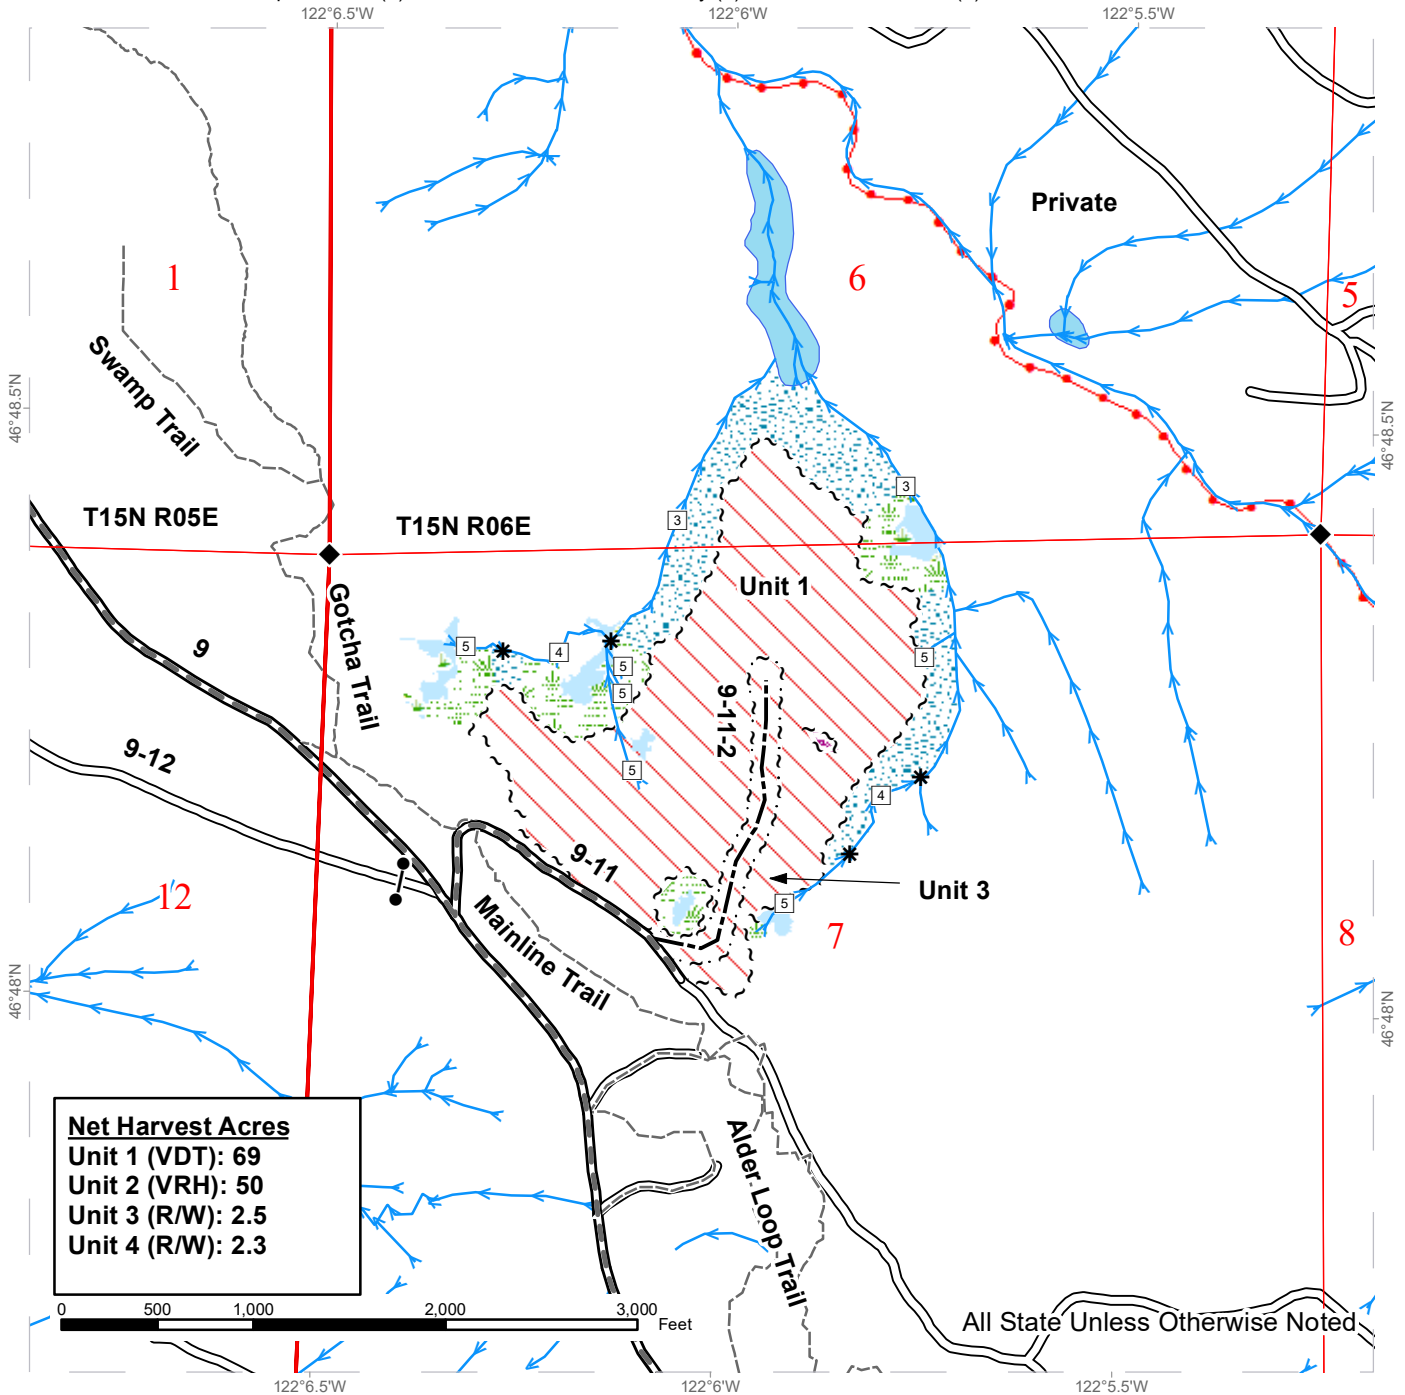 122°6.5'W
122°6'W
122°5.5'W
Private
1
6
5
Swamp Trail
46°48.5'N
46°48.5'N
3
T15N R05E
T15N R06E
3
Unit 1
Gotcha Trail
9
5
4
5
5
5
9-11-2
9-12
5
4
9-11
Unit 3
12
5
7
8
Mainline Trail
46°48'N
46°48'N
Net Harvest Acres
Unit 1 (VDT): 69
Unit 2 (VRH): 50
Unit 3 (R/W): 2.5
Unit 4 (R/W): 2.3
Alder Loop Trail
0 500 1,000 2,000 3,000
Feet
All State Unless Otherwise Noted
122°6.5'W
122°6'W
122°5.5'W